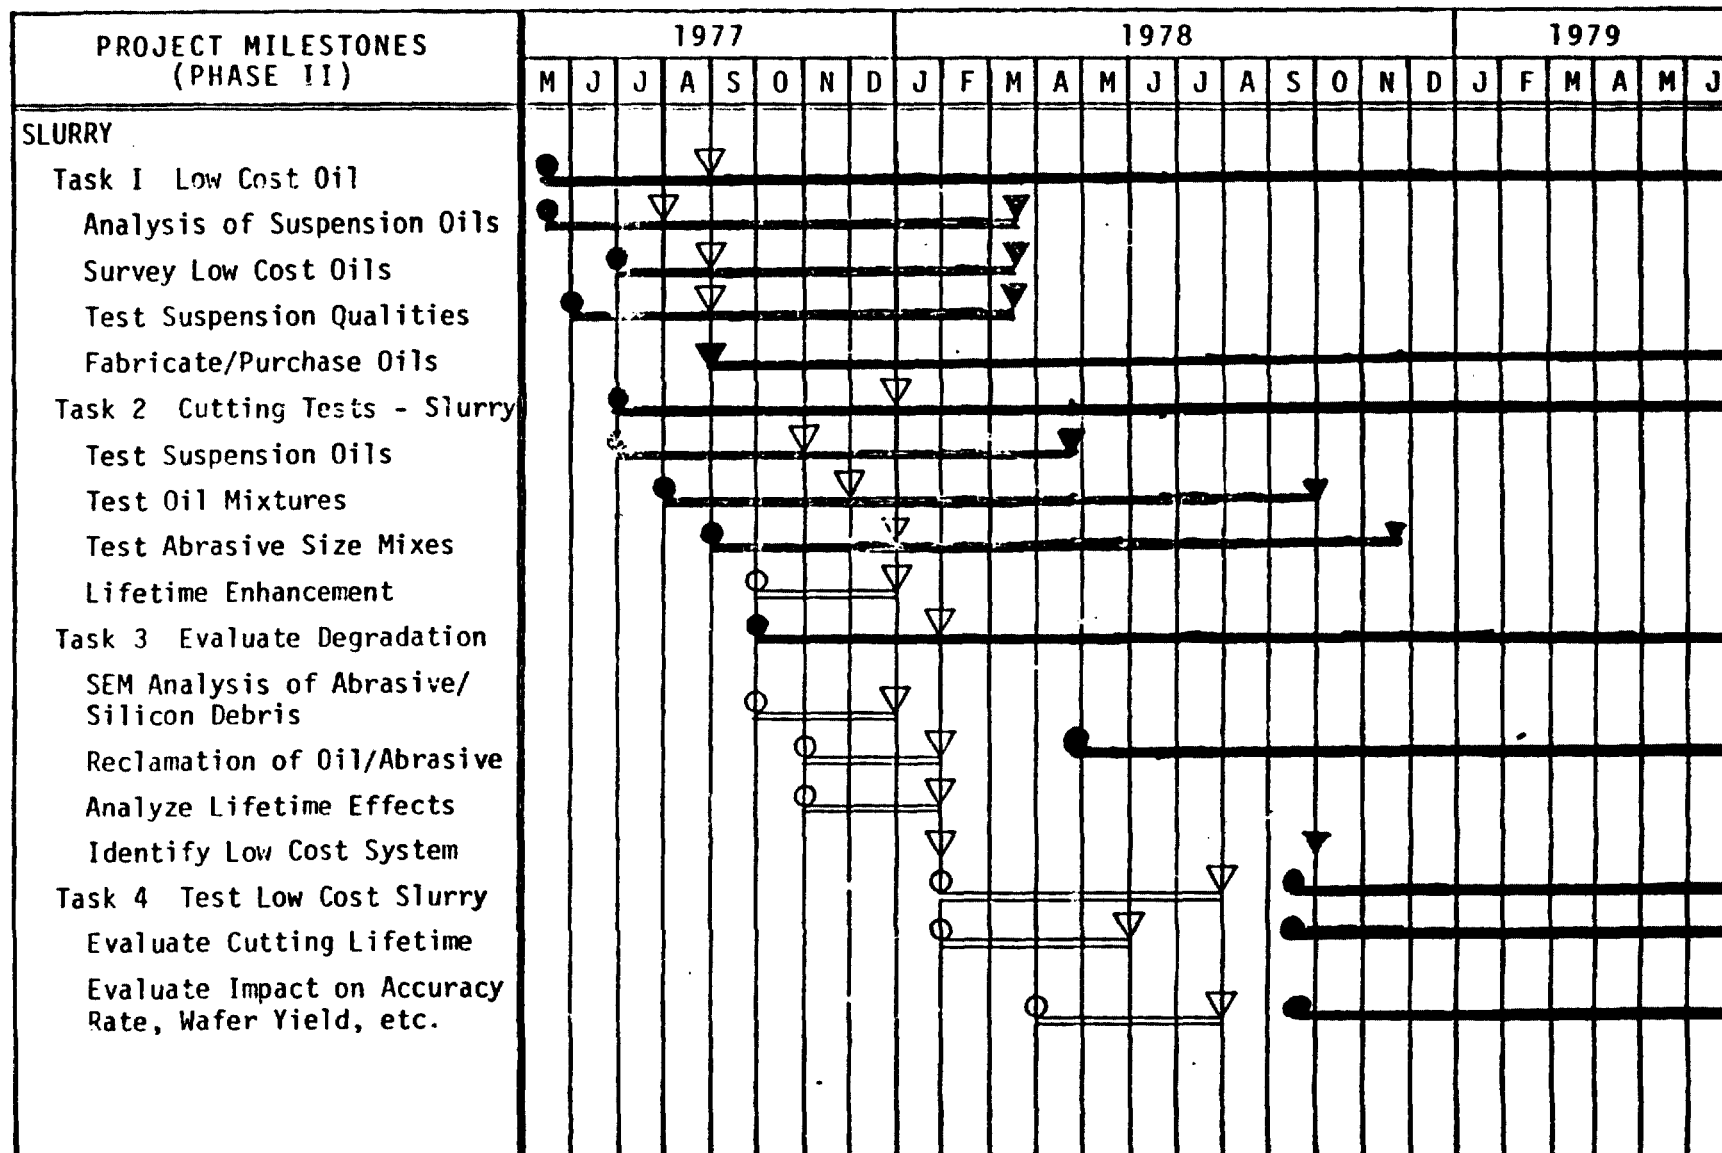 PROJECT MILESTONES
(PHASE II)
1977 1978 1979
M J J A S O N D J F M A M J J A S O N D J F M A M J
SLURRY
Task I Low Cost Oil
Analysis of Suspension Oils
Survey Low Cost Oils
Test Suspension Qualities
Fabricate/Purchase Oils
Task 2 Cutting Tests - Slurry
Test Suspension Oils
Test Oil Mixtures
Test Abrasive Size Mixes
Lifetime Enhancement
Task 3 Evaluate Degradation
SEM Analysis of Abrasive/
Silicon Debris
Reclamation of Oil/Abrasive
Analyze Lifetime Effects
Identify Low Cost System
Task 4 Test Low Cost Slurry
Evaluate Cutting Lifetime
Evaluate Impact on Accuracy
Rate, Wafer Yield, etc.